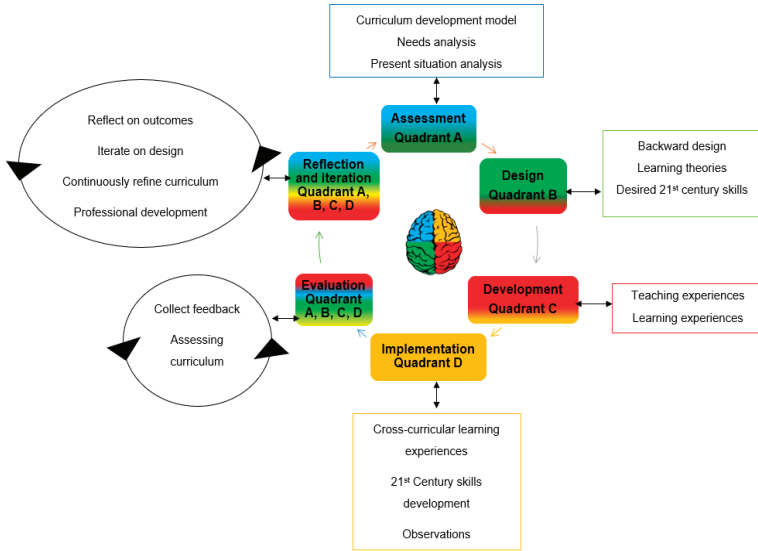 Curriculum development model
Needs analysis
Present situation analysis
Assessment
Quadrant A
Reflect on outcomes
Iterate on design
Continuously refine curriculum
Professional development
Reflection
and iteration
Quadrant A,
B, C, D
Design
Quadrant B
Backward design
Learning theories
Desired 21st century skills
Evaluation
Quadrant
A, B, C, D
Collect feedback
Assessing
curriculum
Development
Quadrant C
Teaching experiences
Learning experiences
Implementation
Quadrant D
Cross-curricular learning
experiences
21st Century skills
development
Observations